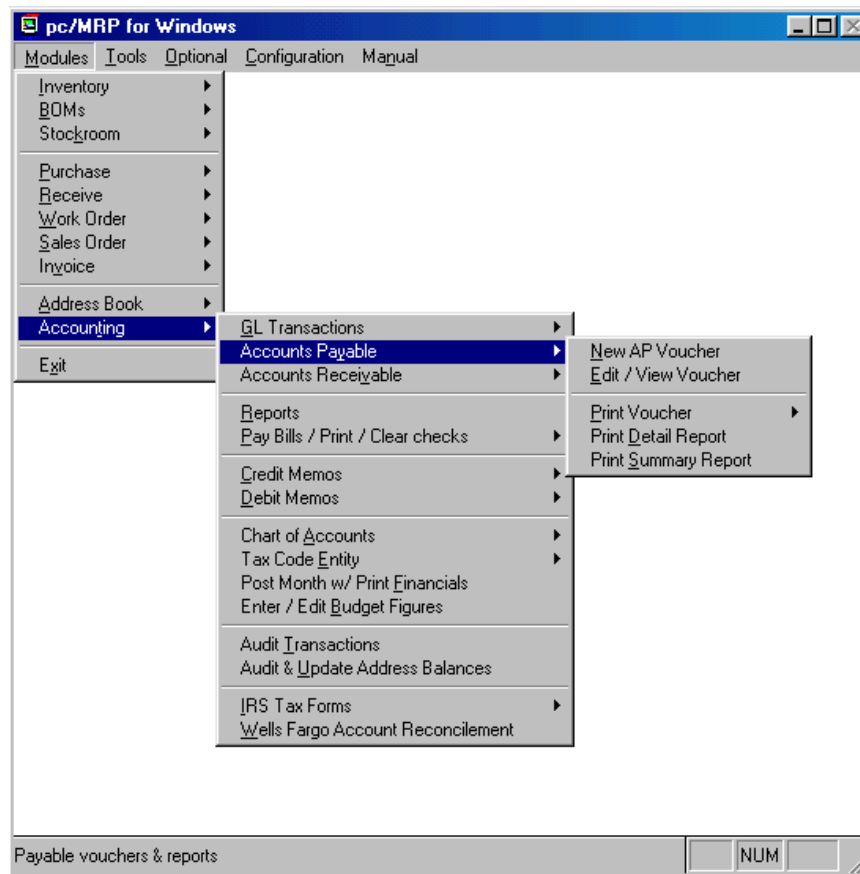 pc/MRP for Windows
Modules Tools Optional Configuration Manual
Inventory
BOMs
Stockroom
Purchase
Receive
Work Order
Sales Order
Invoice
Address Book
Accounting
Exit
GL Transactions
Accounts Payable
Accounts Receivable
Reports
Pay Bills / Print / Clear checks
Credit Memos
Debit Memos
Chart of Accounts
Tax Code Entity
Post Month w/ Print Financials
Enter / Edit Budget Figures
Audit Transactions
Audit & Update Address Balances
IRS Tax Forms
Wells Fargo Account Reconcilement
New AP Voucher
Edit / View Voucher
Print Voucher
Print Detail Report
Print Summary Report
Payable vouchers & reports
NUM